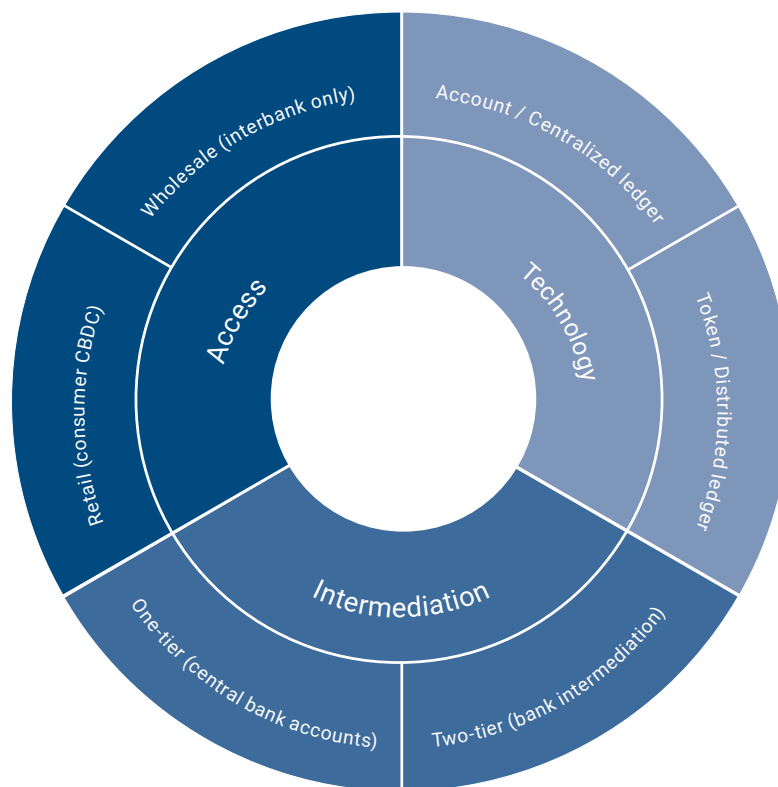 Wholesale (interbank only)
Account / Centralized ledger
Access
Technology
Retail (consumer CBDC)
Token / Distributed ledger
Intermediation
One-tier (central bank accounts)
Two-tier (bank intermediation)